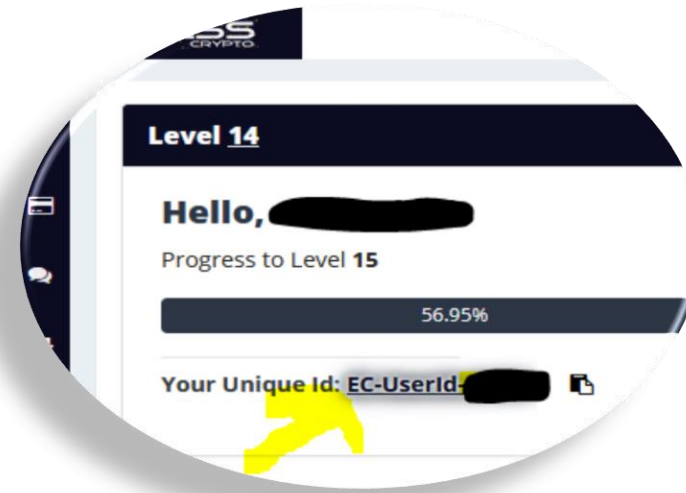 CRYPTO
Level 14
Hello,
Progress to Level 15
56.95%
Your Unique Id: EC-UserId-